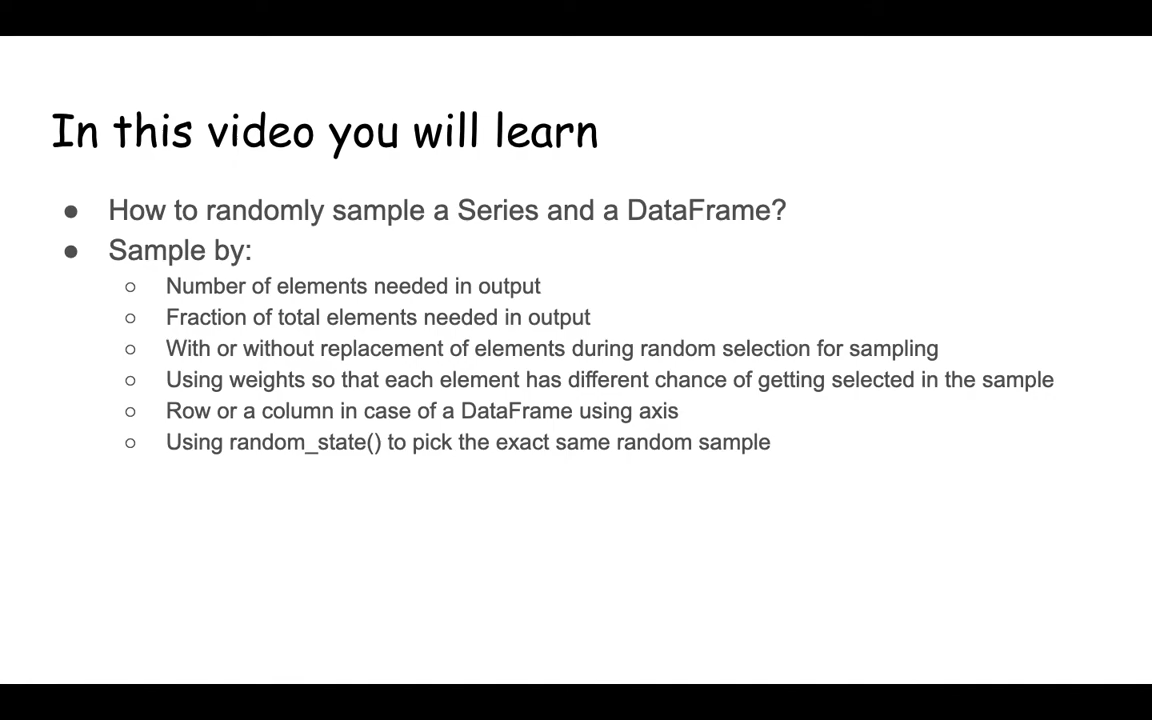 In this video you will learn
● How to randomly sample a Series and a DataFrame?
● Sample by:
○ Number of elements needed in output
○ Fraction of total elements needed in output
○ With or without replacement of elements during random selection for sampling
○ Using weights so that each element has different chance of getting selected in the sample
○ Row or a column in case of a DataFrame using axis
○ Using random_state() to pick the exact same random sample